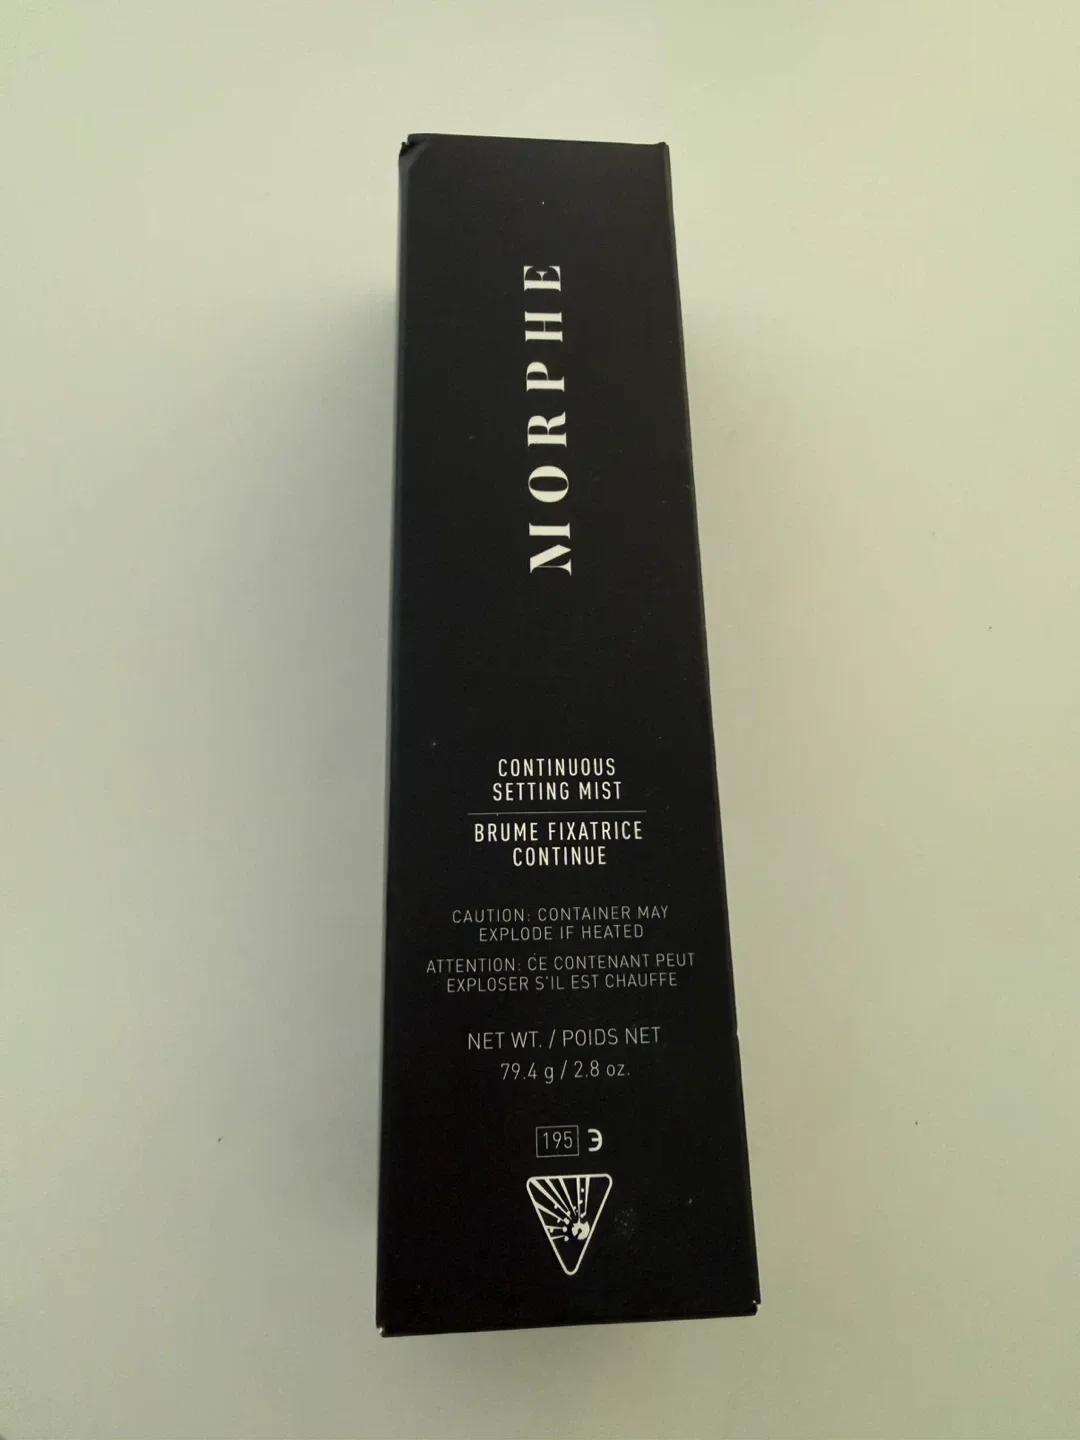 MORPHE
CONTINUOUS
SETTING MIST
BRUME FIXATRICE
CONTINUE
CAUTION: CONTAINER MAY
EXPLODE IF HEATED
ATTENTION: CE CONTENANT PEUT
EXPLOSER S'IL EST CHAUFFE
NET WT. / POIDS NET
79.4 g / 2.8 oz.
195 3